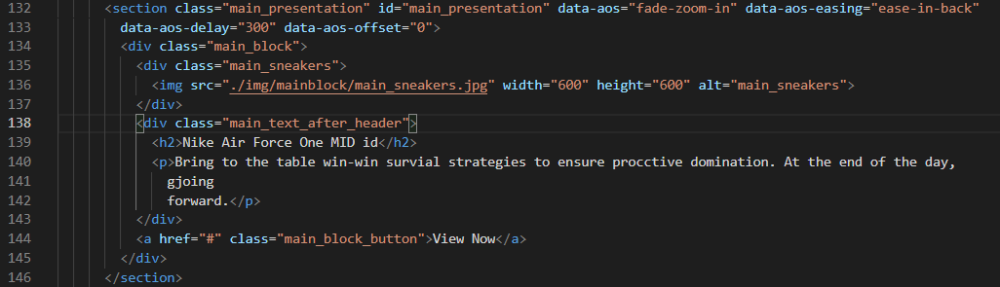 132 <section class="main_presentation" id="main_presentation" data-aos="fade-zoom-in" data-aos-easing="ease-in-back"
133 data-aos-delay="300" data-aos-offset="0">
134 <div class="main_block">
135 <div class="main_sneakers">
136 <img src="./img/mainblock/main_sneakers.jpg" width="600" height="600" alt="main_sneakers">
137 </div>
138 <div class="main_text_after_header">
139 <h2>Nike Air Force One MID id</h2>
140 <p>Bring to the table win-win survial strategies to ensure procctive domination. At the end of the day,
141 gjoing
142 forward.</p>
143 </div>
144 <a href="#" class="main_block_button">View Now</a>
145 </div>
146 </section>